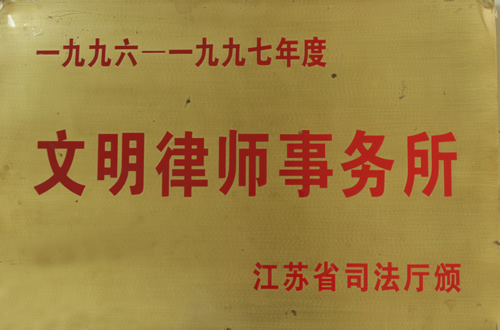 一九九六—一九九七年度
文明律师事务所
江苏省司法厅颁